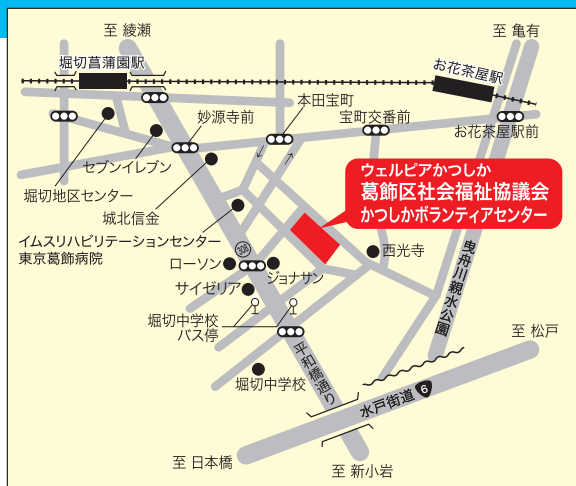 至 綾瀬
至 亀有
堀切菖蒲園駅
お花茶屋駅
本田宝町
妙源寺前
宝町交番前
お花茶屋駅前
セブンイレブン
堀切地区センター
城北信金
ウェルピアかつしか
葛飾区社会福祉協議会
かつしかボランティアセンター
イムスリハビリテーションセンター
東京葛飾病院
308
西光寺
ローソン
ジョナサン
サイゼリア
曳舟川親水公園
堀切中学校
バス停
至 松戸
平和橋通り
堀切中学校
水戸街道
6
至 日本橋
至 新小岩